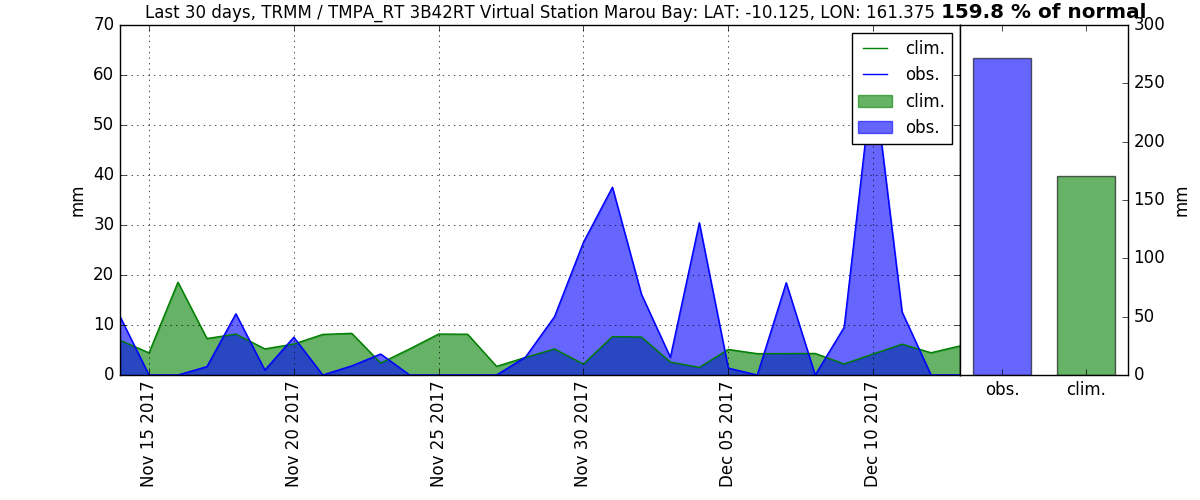 Last 30 days, TRMM / TMPA_RT 3B42RT Virtual Station Marou Bay: LAT: -10.125, LON: 161.375 159.8 % of normal
70
60
50
40
30
20
10
0
mm
clim.
obs.
clim.
obs.
300
250
200
150
100
50
0
mm
Nov 15 2017
Nov 20 2017
Nov 25 2017
Nov 30 2017
Dec 05 2017
Dec 10 2017
obs.
clim.